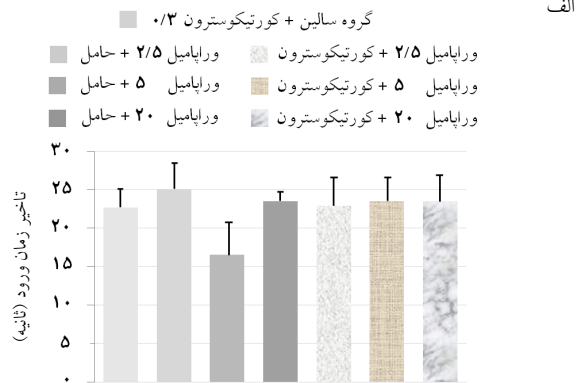 الف
گروه سالین + کورتیکوسترون ۰/۳
وراپامیل ۲/۵ + کورتیکوسترون
وراپامیل ۲/۵ + حامل
وراپامیل ۵ + کورتیکوسترون
وراپامیل ۵ + حامل
وراپامیل ۲۰ + کورتیکوسترون
وراپامیل ۲۰ + حامل
تاخیر زمان ورود (ثانیه)
۳۰
۲۵
۲۰
۱۵
۱۰
۵
۰